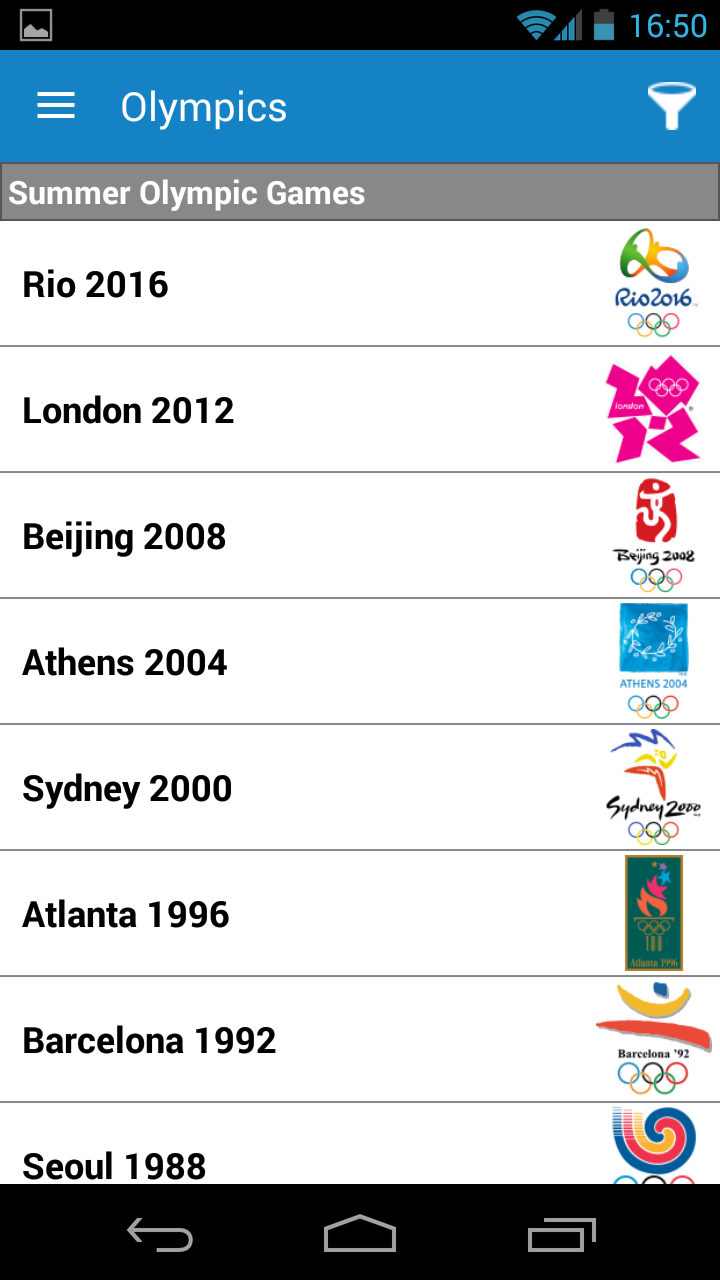 16:50
Olympics
Summer Olympic Games
Rio 2016
Rio2016
London 2012
london
Beijing 2008
Beijing 2008
Athens 2004
ATHENS 2004
Sydney 2000
Sydney 2000
Atlanta 1996
100
Atlanta 1996
Barcelona 1992
Barcelona '92
Seoul 1988